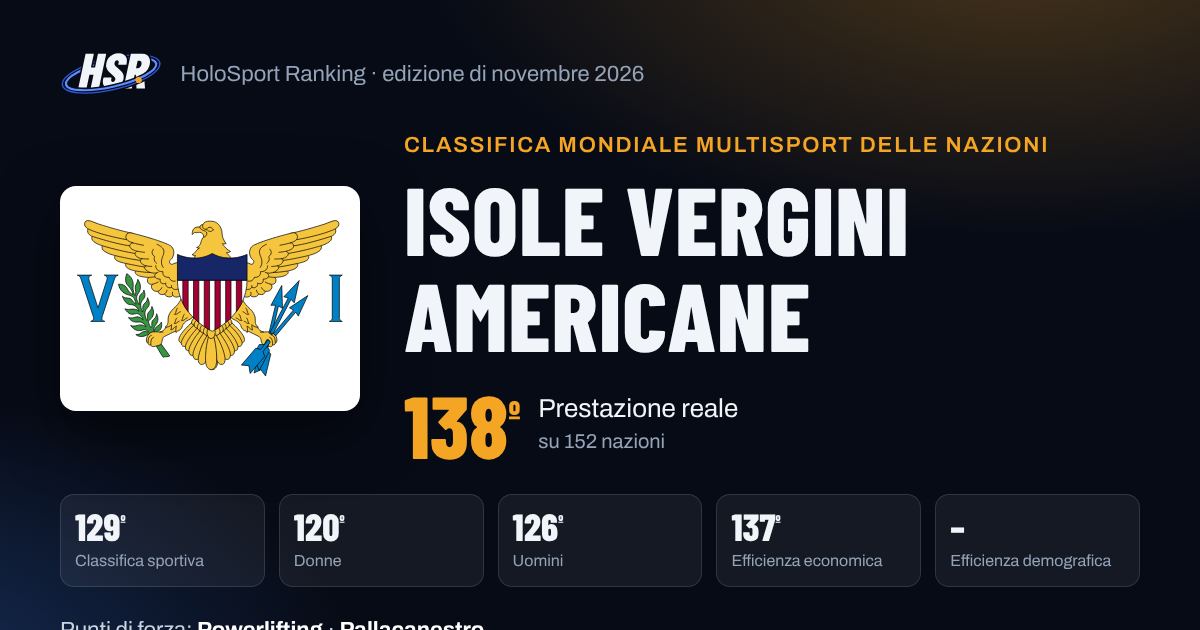 HSR
HoloSport Ranking · edizione di novembre 2026
CLASSIFICA MONDIALE MULTISPORT DELLE NAZIONI
ISOLE VERGINI
AMERICANE
V I
138º
Prestazione reale
su 152 nazioni
129º
Classifica sportiva
120º
Donne
126º
Uomini
137º
Efficienza economica
–
Efficienza demografica
Punti di forza: Powerlifting · Pallacanestro